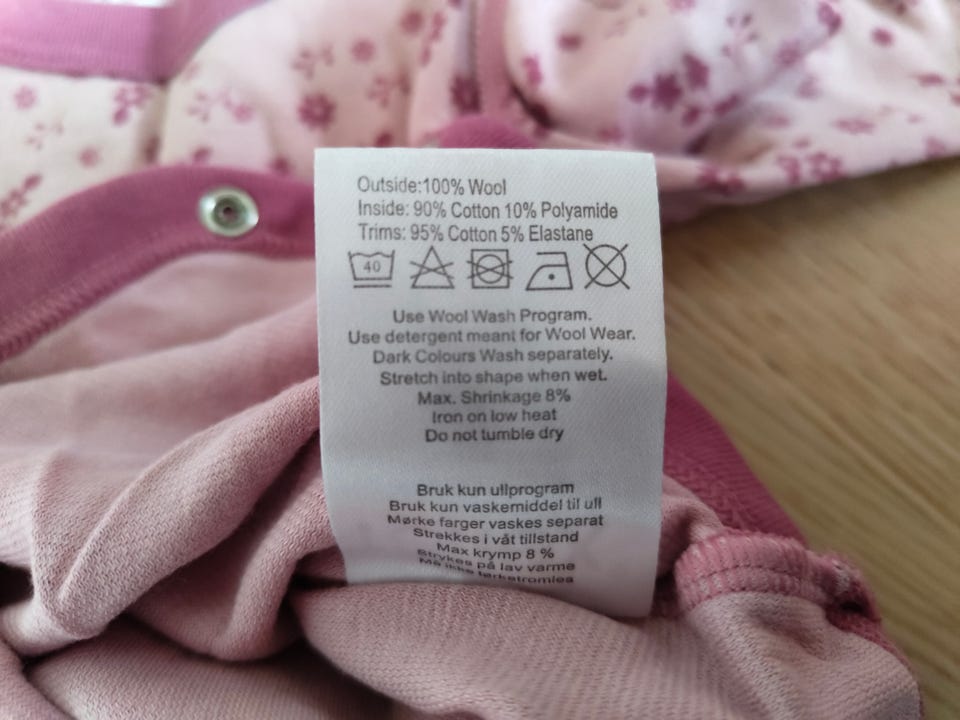 Outside:100% Wool
Inside: 90% Cotton 10% Polyamide
Trims: 95% Cotton 5% Elastane
40
Use Wool Wash Program.
Use detergent meant for Wool Wear.
Dark Colours Wash separately.
Stretch into shape when wet.
Max. Shrinkage 8%
Iron on low heat
Do not tumble dry
Bruk kun ullprogram
Bruk kun vaskemiddel til ull
Mørke farger vaskes separat
Strekkes i våt tillstand
Max krymp 8 %
Strykes på lav varme
Må ikke tørketromles